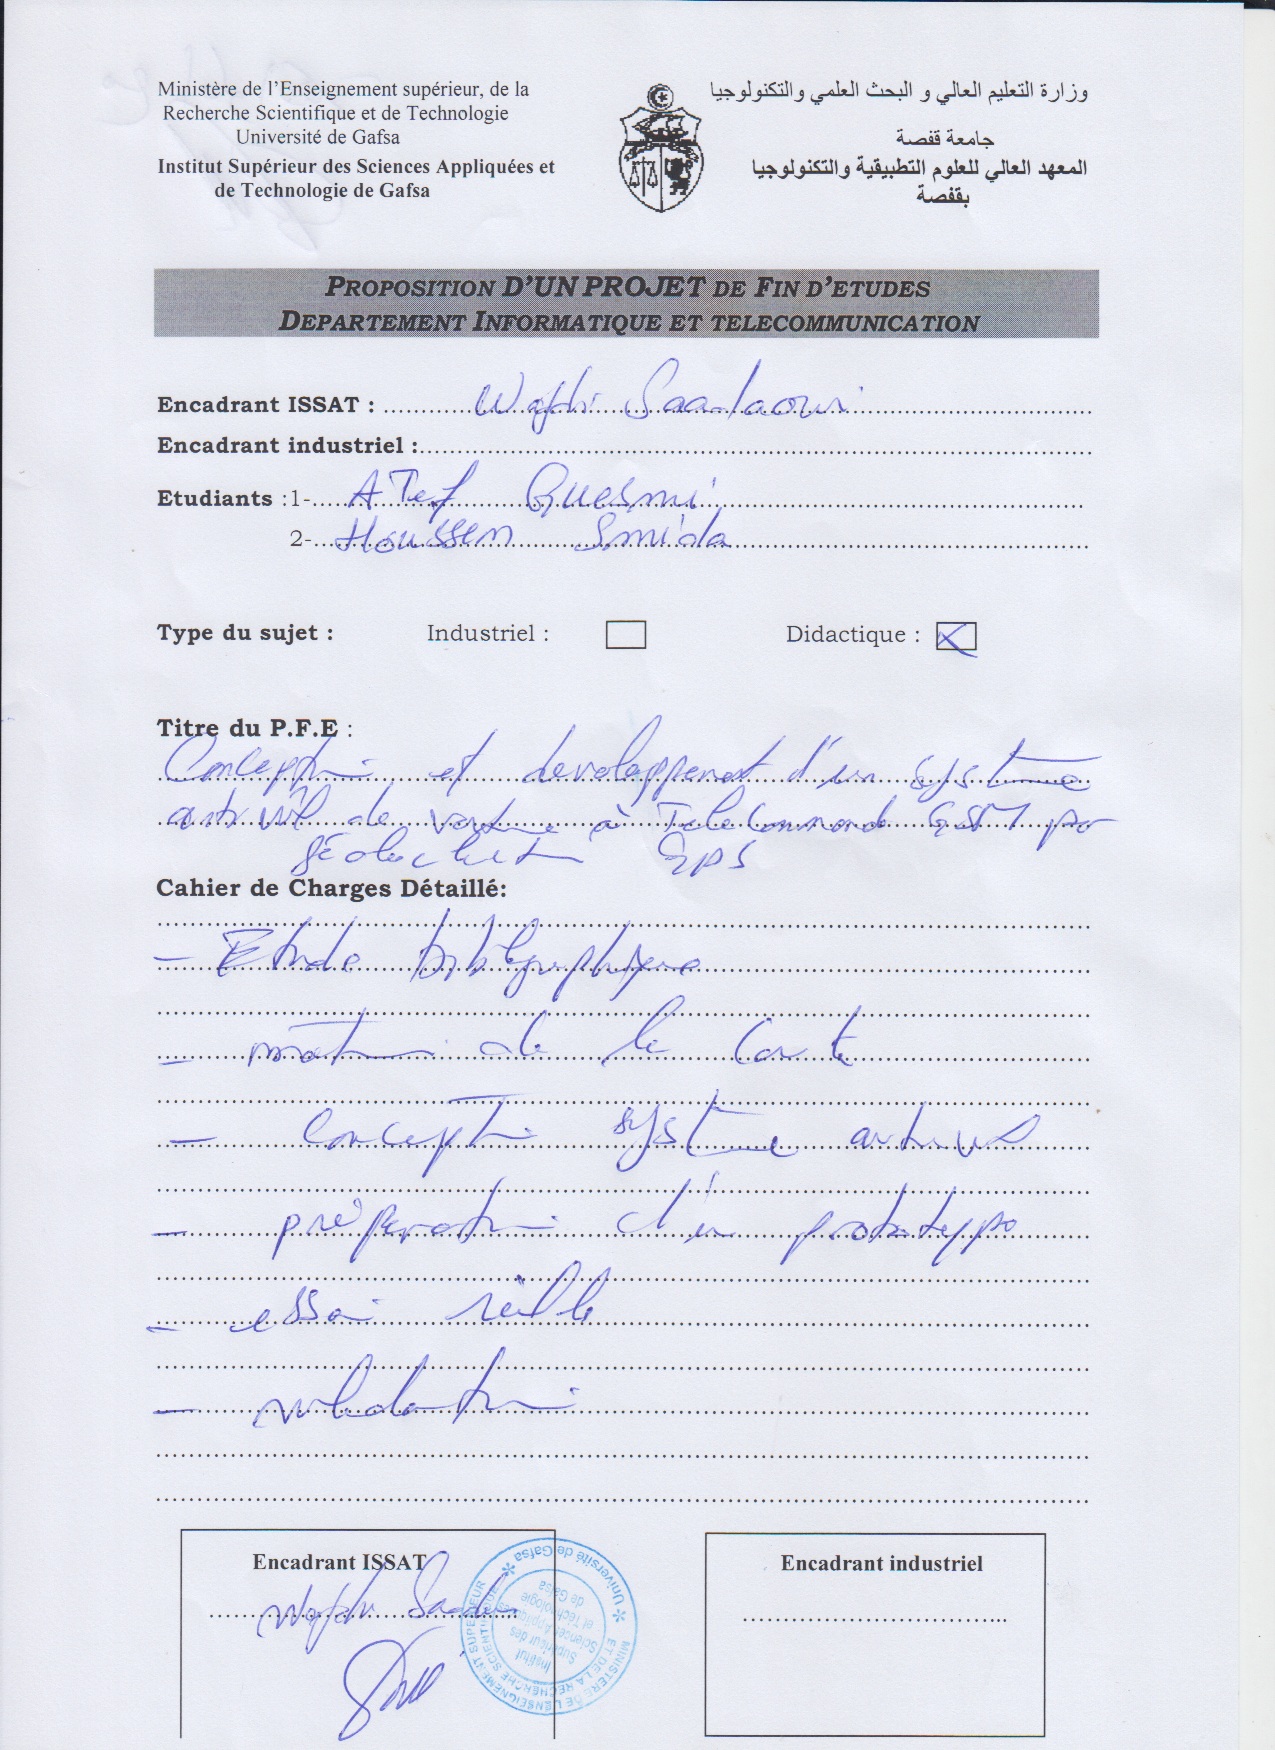 Ministère de l'Enseignement supérieur, de la
Recherche Scientifique et de Technologie
Université de Gafsa
Institut Supérieur des Sciences Appliquées et
de Technologie de Gafsa
وزارة التعليم العالي و البحث العلمي والتكنولوجيا
جامعة قفصة
المعهد العالي للعلوم التطبيقية والتكنولوجيا
بقفصة
PROPOSITION D'UN PROJET DE FIN D'ETUDES
DEPARTEMENT INFORMATIQUE ET TELECOMMUNICATION
Encadrant ISSAT : Wajhi Saadaoui
Encadrant industriel :
Etudiants :1- ATef Guesmi
2- Houssem Smida
Type du sujet : Industriel : Didactique :
Titre du P.F.E :
Conception et developpement d'un système
antivol de à Telecommande GSM par
Géolocalisation GPS
Cahier de Charges Détaillé:
- Etude bibliographique
- de la Carte
- conception système antivol
- préparation d'un prototype
- essai réelle
- validation
Encadrant ISSAT
Wajhi Saadaoui
MINISTERE DE L'ENSEIGNEMENT SUPERIEUR
ET DE LA RECHERCHE SCIENTIFIQUE
Université de Gafsa
Institut
Supérieur des
Sciences Appliquées
et Technologie
de Gafsa
Encadrant industriel